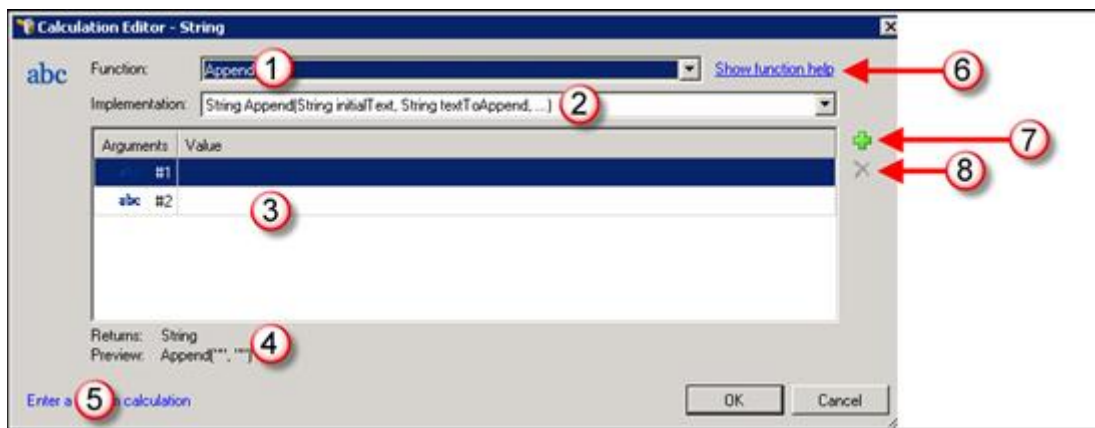 Calculation Editor - String
abc Function: Append 1 Show function help 6
Implementation: String Append(String initialText, String textToAppend, ...) 2
Arguments Value 7
#1 8
abc #2
3
Returns: String
Preview: Append("", "") 4
Enter a 5 calculation OK Cancel